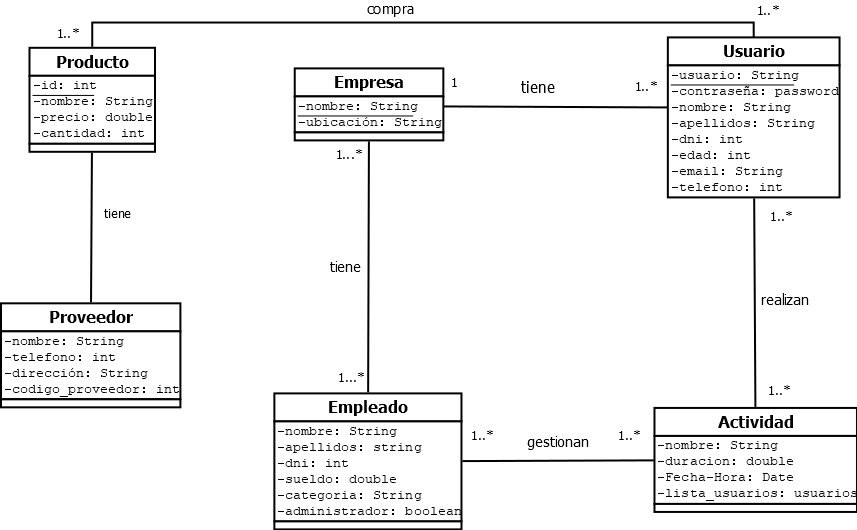 compra
1..*
1..*
Producto
-id: int
-nombre: String
-precio: double
-cantidad: int
Empresa
-nombre: String
-ubicación: String
1
tiene
1..*
Usuario
-usuario: String
-contraseña: password
-nombre: String
-apellidos: String
-dni: int
-edad: int
-email: String
-telefono: int
1...*
1..*
tiene
tiene
realizan
Proveedor
-nombre: String
-telefono: int
-dirección: String
-codigo_proveedor: int
1...*
1..*
Empleado
-nombre: String
-apellidos: string
-dni: int
-sueldo: double
-categoria: String
-administrador: boolean
1..*
gestionan
1..*
Actividad
-nombre: String
-duracion: double
-Fecha-Hora: Date
-lista_usuarios: usuarios